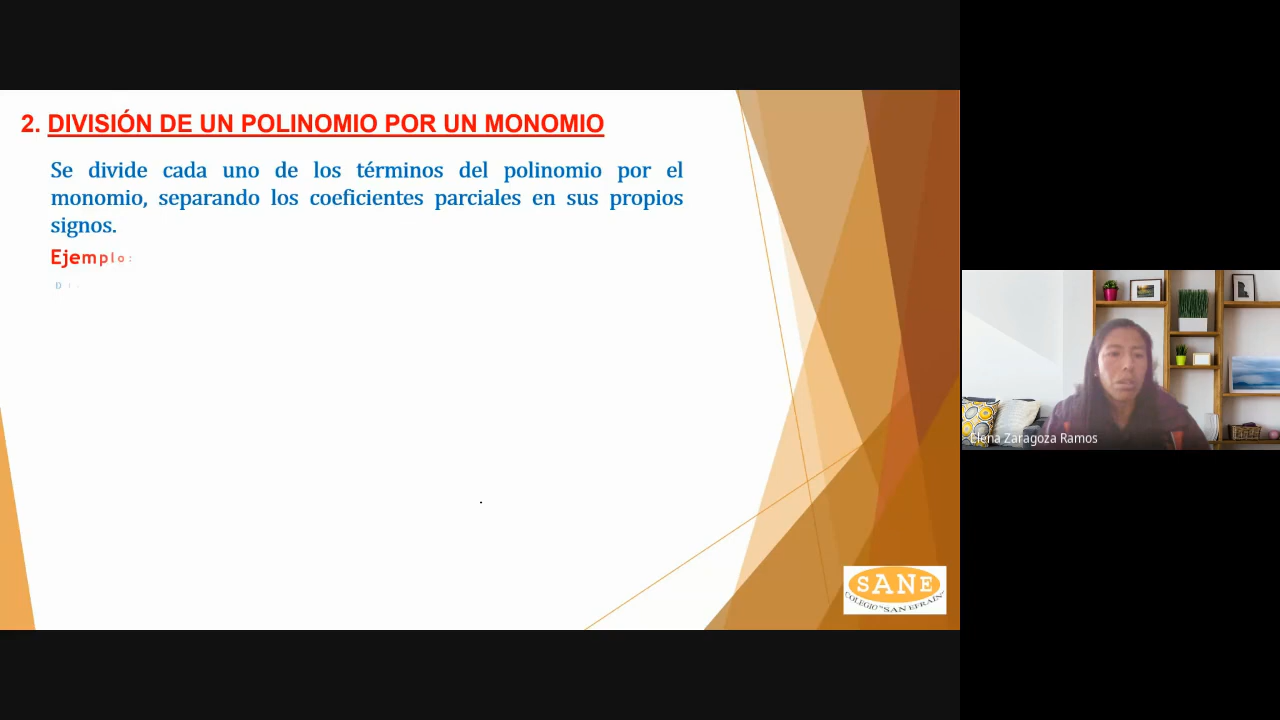 2. DIVISIÓN DE UN POLINOMIO POR UN MONOMIO
Se divide cada uno de los términos del polinomio por el
monomio, separando los coeficientes parciales en sus propios
signos.
Ejemplo:
Elena Zaragoza Ramos
SANE
COLEGIO "SAN EFRAIN"